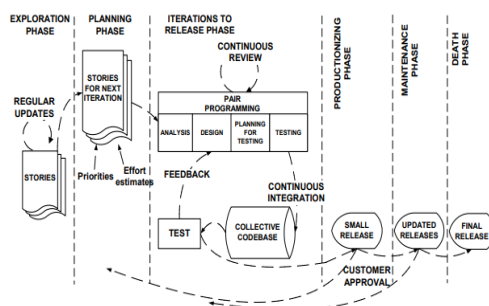 EXPLORATION
PHASE
PLANNING
PHASE
ITERATIONS TO
RELEASE PHASE
PRODUCTIONIZING
PHASE
MAINTENANCE
PHASE
DEATH
PHASE
REGULAR
UPDATES
STORIES
STORIES
FOR NEXT
ITERATION
Priorities
Effort
estimates
CONTINUOUS
REVIEW
PAIR
PROGRAMMING
ANALYSIS
DESIGN
PLANNING
FOR
TESTING
TESTING
FEEDBACK
CONTINUOUS
INTEGRATION
TEST
COLLECTIVE
CODEBASE
SMALL
RELEASE
UPDATED
RELEASES
FINAL
RELEASE
CUSTOMER
APPROVAL